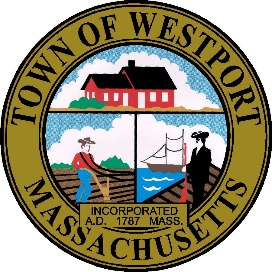 TOWN OF WESTPORT
INCORPORATED
A.D. 1787 MASS.
MASSACHUSETTS